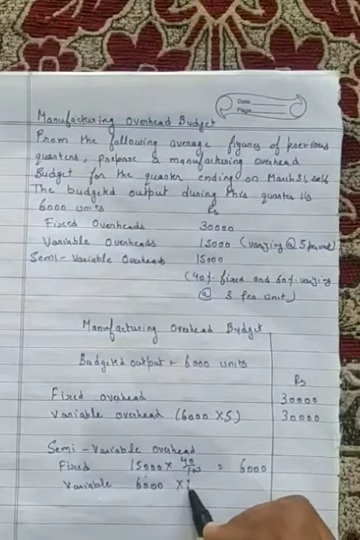 Date
Page
Manufacturing Overhead Budget
From the following average figures of previous
quarters, prepare a manufacturing overhead
Budget for the quarter ending on March 31, 2016
The budgeted output during this quarter is
6000 units
Rs
Fixed Overheads 30000
Variable Overheads 15000 (Varying @ 5 per unit)
Semi-Variable Overheads 15000
(40% fixed and 60% varying
@ 3 per unit)
Manufacturing Overhead Budget
Budgeted output = 6000 units
Rs
Fixed overhead 30000
Variable overhead (6000 X 5) 30000
Semi-Variable overhead
Fixed 15000 X 40/100 = 6000
Variable 6000 X